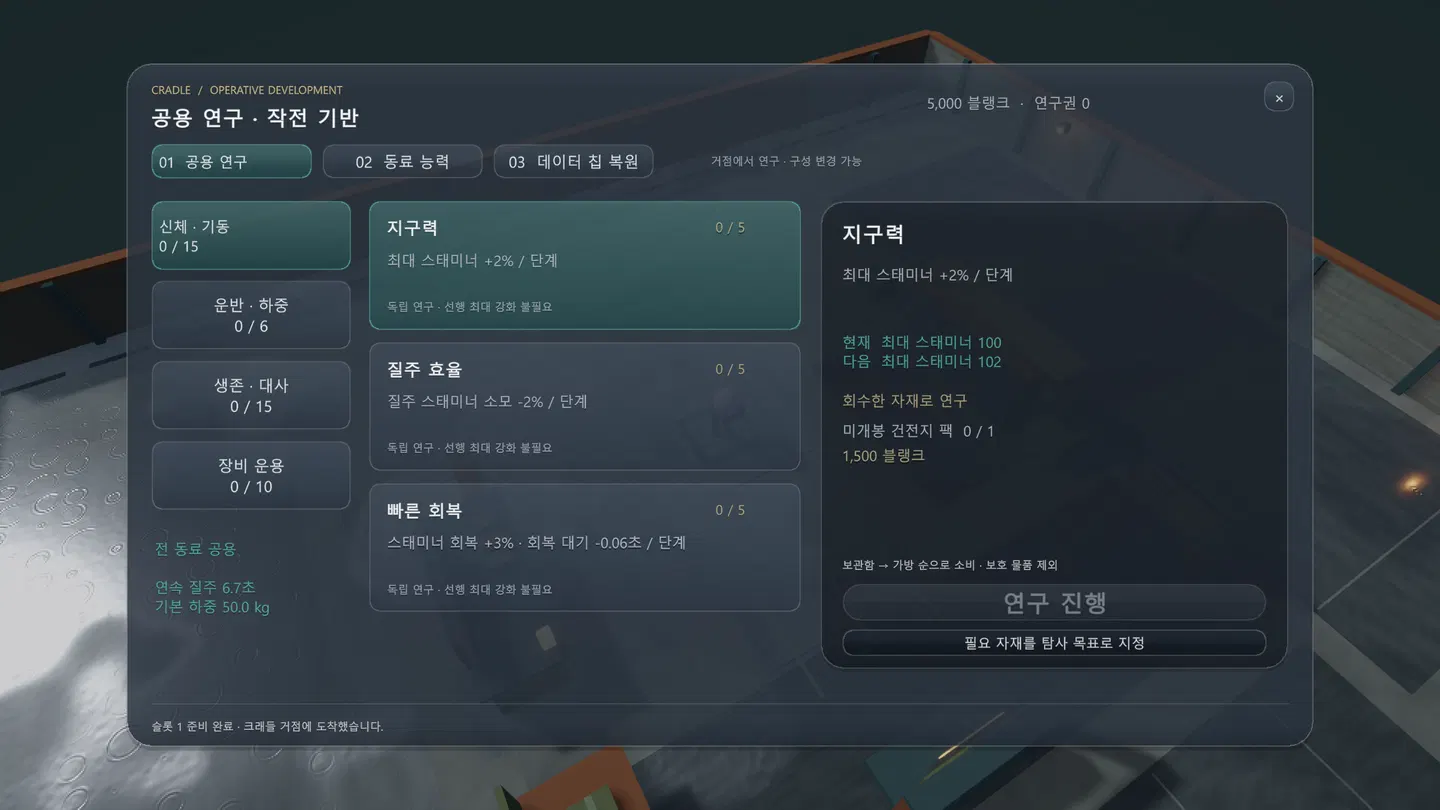 CRADLE / OPERATIVE DEVELOPMENT
공용 연구 · 작전 기반
5,000 블랭크 · 연구권 0
×
01 공용 연구
02 동료 능력
03 데이터 칩 복원
거점에서 연구 · 구성 변경 가능
신체 · 기동
0 / 15
운반 · 하중
0 / 6
생존 · 대사
0 / 15
장비 운용
0 / 10
전 동료 공용
연속 질주 6.7초
기본 하중 50.0 kg
지구력 0 / 5
최대 스태미너 +2% / 단계
독립 연구 · 선행 최대 강화 불필요
질주 효율 0 / 5
질주 스태미너 소모 -2% / 단계
독립 연구 · 선행 최대 강화 불필요
빠른 회복 0 / 5
스태미너 회복 +3% · 회복 대기 -0.06초 / 단계
독립 연구 · 선행 최대 강화 불필요
지구력
최대 스태미너 +2% / 단계
현재 최대 스태미너 100
다음 최대 스태미너 102
회수한 자재로 연구
미개봉 건전지 팩 0 / 1
1,500 블랭크
보관함 → 가방 순으로 소비 · 보호 물품 제외
연구 진행
필요 자재를 탐사 목표로 지정
슬롯 1 준비 완료 · 크래들 거점에 도착했습니다.